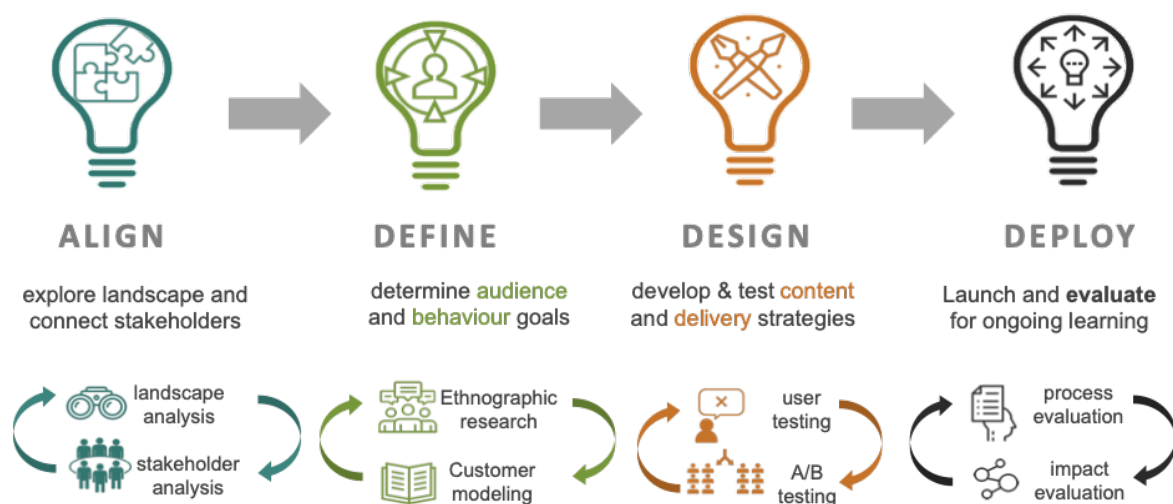 ALIGN
explore landscape and
connect stakeholders
landscape
analysis
stakeholder
analysis
DEFINE
determine audience
and behaviour goals
Ethnographic
research
Customer
modeling
DESIGN
develop & test content
and delivery strategies
user
testing
A/B
testing
DEPLOY
Launch and evaluate
for ongoing learning
process
evaluation
impact
evaluation